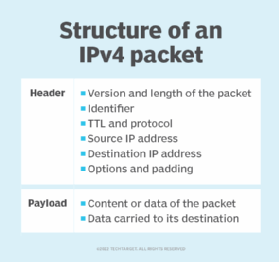 Structure of an
IPv4 packet
Header
Version and length of the packet
Identifier
TTL and protocol
Source IP address
Destination IP address
Options and padding
Payload
Content or data of the packet
Data carried to its destination
TECHTARGET. ALL RIGHTS RESERVED